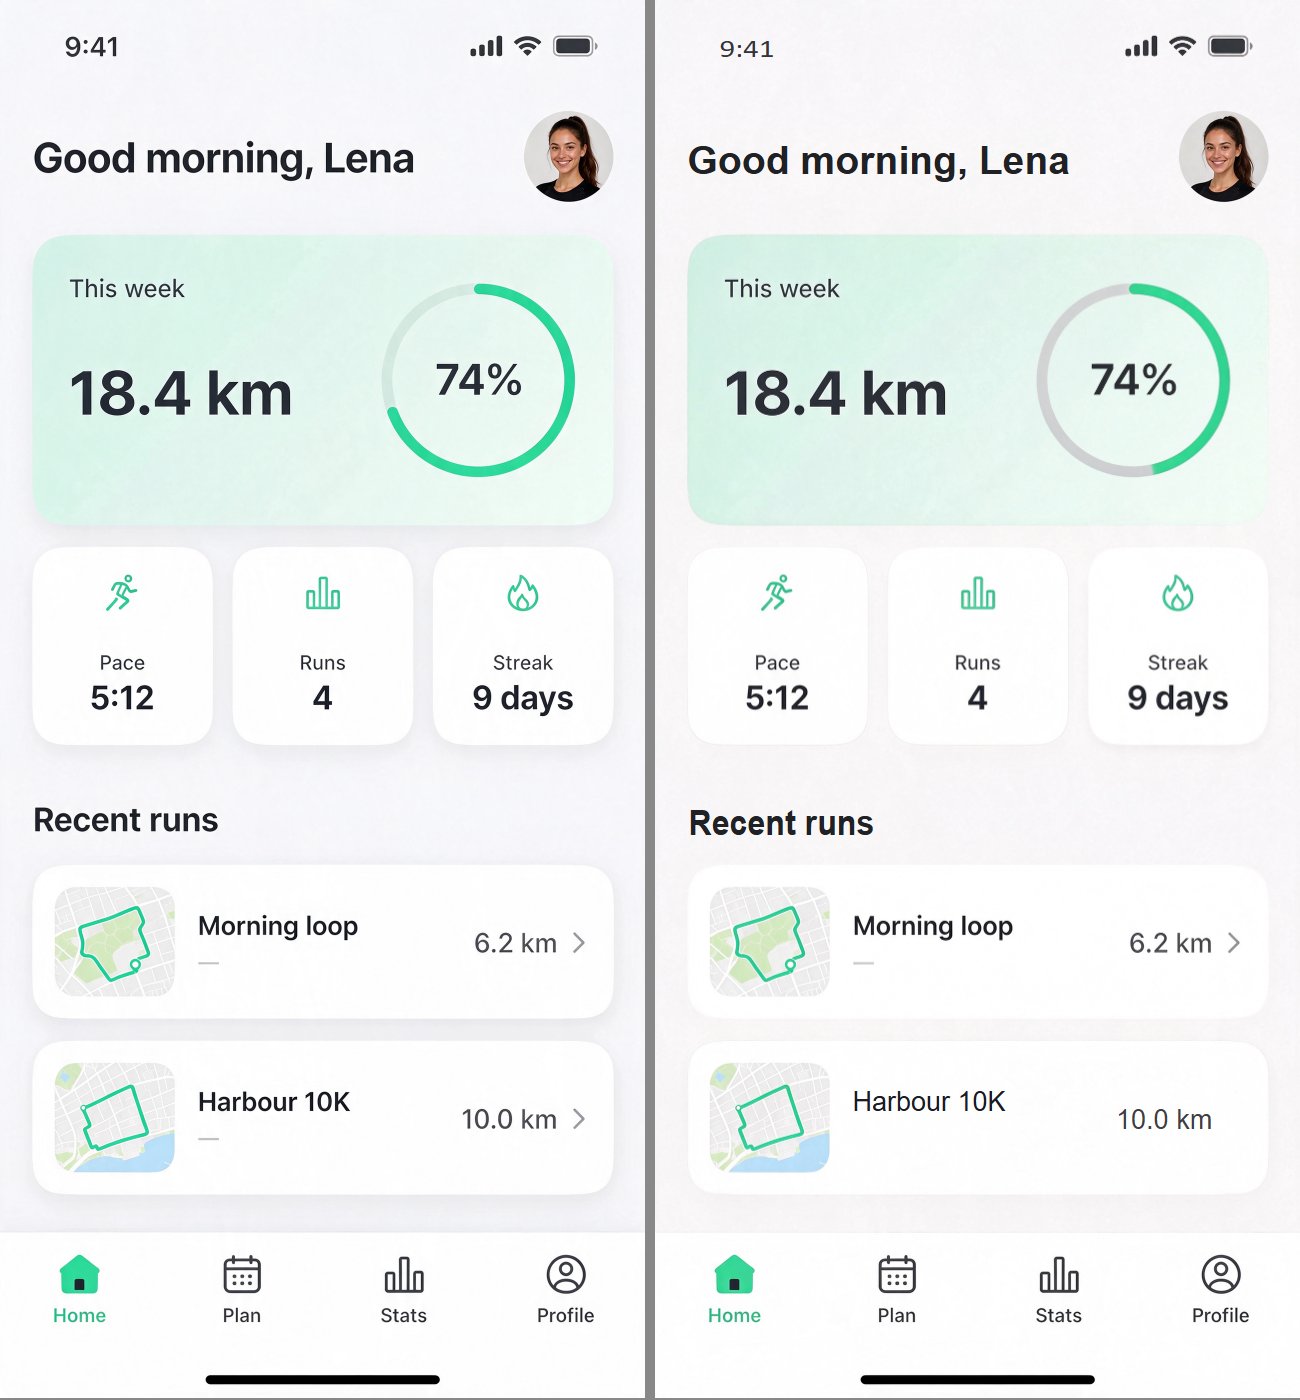 9:41
Good morning, Lena
This week
18.4 km
74%
Pace
5:12
Runs
4
Streak
9 days
Recent runs
Morning loop
6.2 km
Harbour 10K
10.0 km
Home
Plan
Stats
Profile
9:41
Good morning, Lena
This week
18.4 km
74%
Pace
5:12
Runs
4
Streak
9 days
Recent runs
Morning loop
6.2 km
Harbour 10K
10.0 km
Home
Plan
Stats
Profile